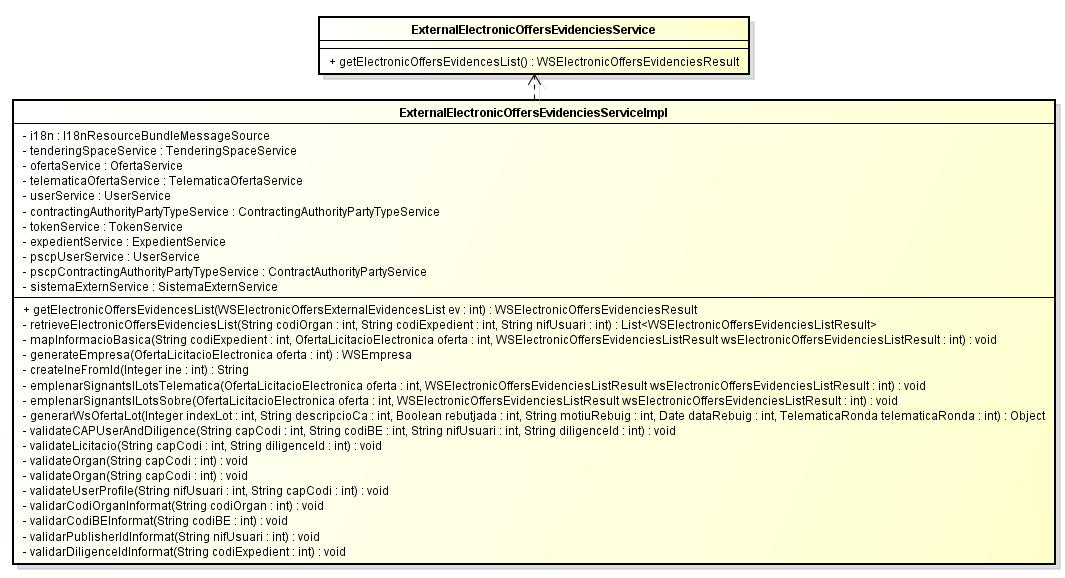 ExternalElectronicOffersEvidenciesService
+ getElectronicOffersEvidencesList() : WSElectronicOffersEvidenciesResult
ExternalElectronicOffersEvidenciesServiceImpl
- i18n : I18nResourceBundleMessageSource
- tenderingSpaceService : TenderingSpaceService
- ofertaService : OfertaService
- telematicaOfertaService : TelematicaOfertaService
- userService : UserService
- contractingAuthorityPartyTypeService : ContractingAuthorityPartyTypeService
- tokenService : TokenService
- expedientService : ExpedientService
- pscpUserService : UserService
- pscpContractingAuthorityPartyTypeService : ContractAuthorityPartyService
- sistemaExternService : SistemaExternService
+ getElectronicOffersEvidencesList(WSElectronicOffersExternalEvidencesList ev : int) : WSElectronicOffersEvidenciesResult
- retrieveElectronicOffersEvidenciesList(String codiOrgan : int, String codiExpedient : int, String nifUsuari : int) : List<WSElectronicOffersEvidenciesListResult>
- mapInformacioBasica(String codiExpedient : int, OfertaLicitacioElectronica oferta : int, WSElectronicOffersEvidenciesListResult wsElectronicOffersEvidenciesListResult : int) : void
- generateEmpresa(OfertaLicitacioElectronica oferta : int) : WSEmpresa
- createIneFromId(Integer ine : int) : String
- emplenarSignantsILotsTelematica(OfertaLicitacioElectronica oferta : int, WSElectronicOffersEvidenciesListResult wsElectronicOffersEvidenciesListResult : int) : void
- emplenarSignantsILotsSobre(OfertaLicitacioElectronica oferta : int, WSElectronicOffersEvidenciesListResult wsElectronicOffersEvidenciesListResult : int) : void
- generarWsOfertaLot(Integer indexLot : int, String descripcioCa : int, Boolean rebutjada : int, String motiuRebuig : int, Date dataRebuig : int, TelematicaRonda telematicaRonda : int) : Object
- validateCAPUserAndDiligence(String capCodi : int, String codiBE : int, String nifUsuari : int, String diligenceId : int) : void
- validateLicitacio(String capCodi : int, String diligenceId : int) : void
- validateOrgan(String capCodi : int) : void
- validateOrgan(String capCodi : int) : void
- validateUserProfile(String nifUsuari : int, String capCodi : int) : void
- validarCodiOrganInformat(String codiOrgan : int) : void
- validarCodiBEInformat(String codiBE : int) : void
- validarPublisherIdInformat(String nifUsuari : int) : void
- validarDiligenceIdInformat(String codiExpedient : int) : void